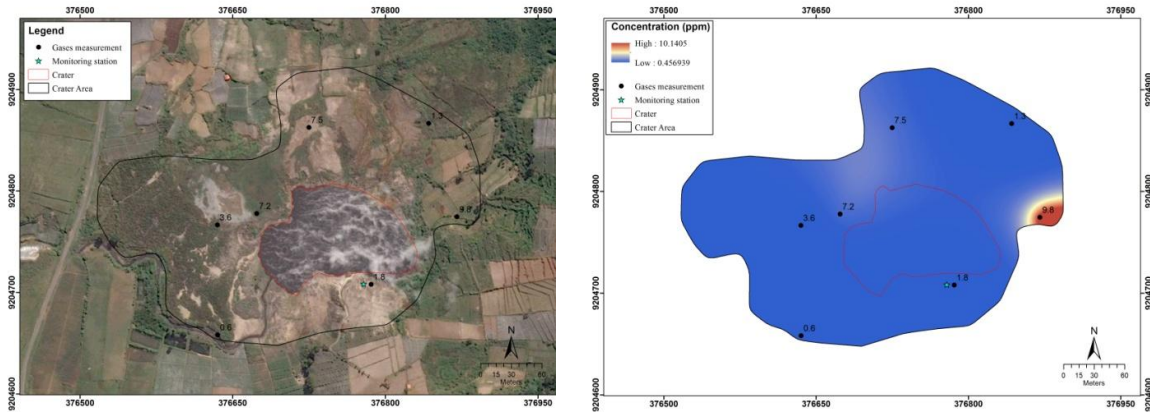 376500 376650 376800 376950
Legend
Gases measurement
Monitoring station
Crater
Crater Area
9204900
9204800
9204700
9204600
7.5
1.3
7.2
3.6
9.8
1.8
0.6
N
0 15 30 60
Meters
376500 376650 376800 376950
376500 376650 376800 376950
Concentration (ppm)
High : 10.1405
Low : 0.456939
Gases measurement
Monitoring station
Crater
Crater Area
9204900
9204800
9204700
9204600
7.5
1.3
7.2
3.6
9.8
1.8
0.6
N
0 15 30 60
Meters
376500 376650 376800 376950